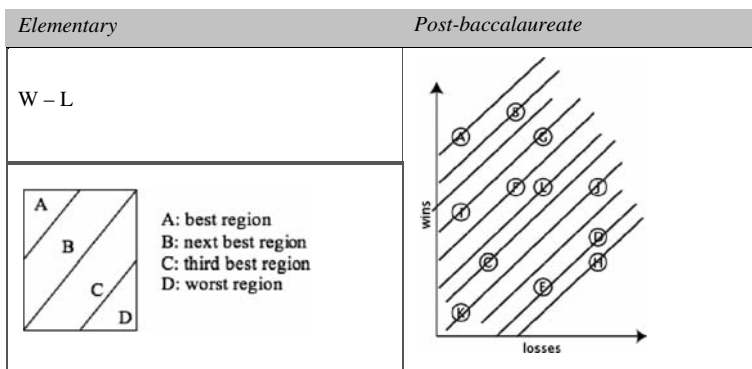 Elementary
Post-baccalaureate
W – L
A
B
C
D
A: best region
B: next best region
C: third best region
D: worst region
wins
A
B
G
F
L
J
I
C
D
H
E
K
losses